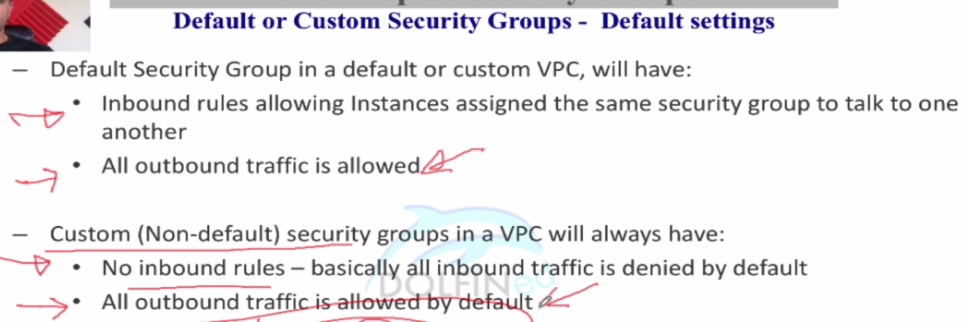 Default or Custom Security Groups - Default settings
– Default Security Group in a default or custom VPC, will have:
• Inbound rules allowing Instances assigned the same security group to talk to one
another
• All outbound traffic is allowed
– Custom (Non-default) security groups in a VPC will always have:
• No inbound rules – basically all inbound traffic is denied by default
• All outbound traffic is allowed by default
DOLFIN